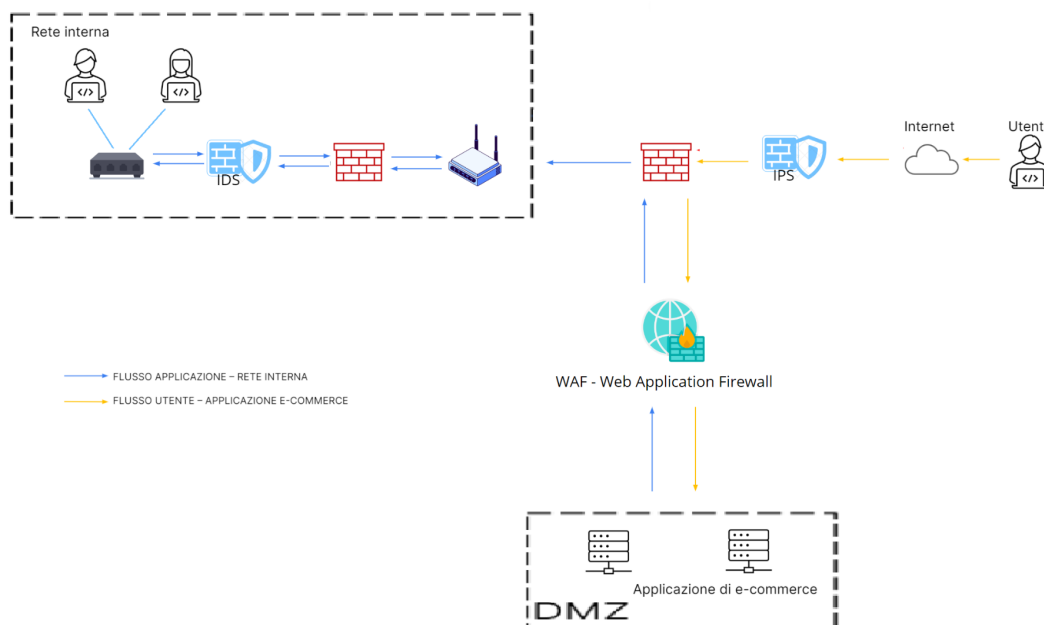 Rete interna
Internet
Utent
IDS
IPS
WAF - Web Application Firewall
FLUSSO APPLICAZIONE – RETE INTERNA
FLUSSO UTENTE – APPLICAZIONE E-COMMERCE
Applicazione di e-commerce
DMZ